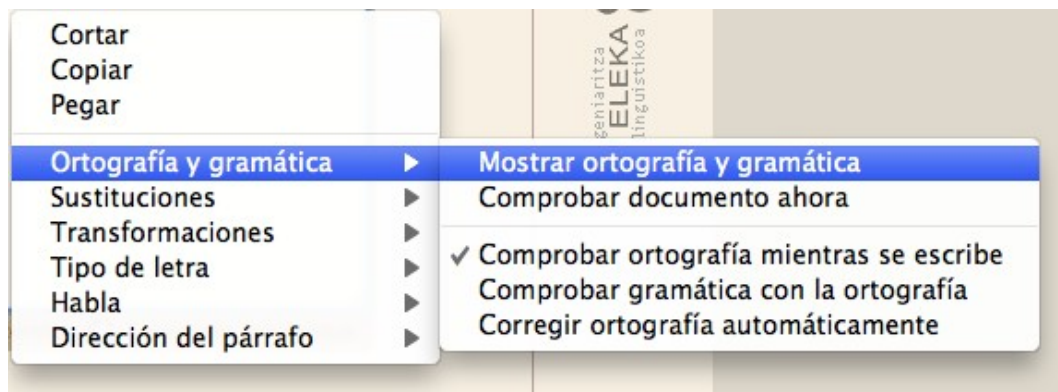 Cortar
Copiar
Pegar
Ortografía y gramática
Sustituciones
Transformaciones
Tipo de letra
Habla
Dirección del párrafo
Mostrar ortografía y gramática
Comprobar documento ahora
Comprobar ortografía mientras se escribe
Comprobar gramática con la ortografía
Corregir ortografía automáticamente
ELEKA
linguistikoa